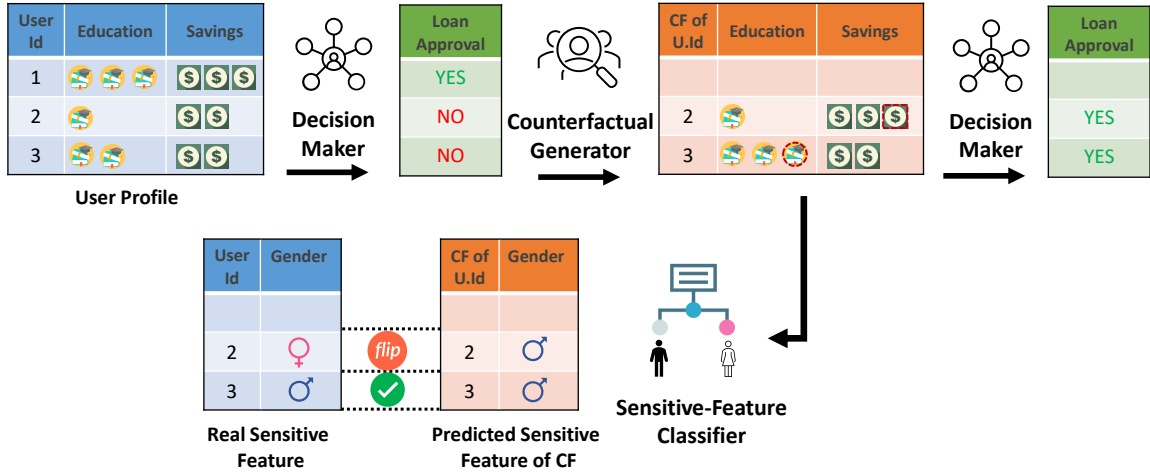 User Id Education Savings
1 $ $ $
2 $ $
3 $ $
User Profile
Decision
Maker
Loan
Approval
YES
NO
NO
Counterfactual
Generator
CF of
U.Id Education Savings
2 $ $ $
3 $ $
Decision
Maker
Loan
Approval
YES
YES
User
Id Gender
2
3
Real Sensitive
Feature
flip
CF of
U.Id Gender
2
3
Predicted Sensitive
Feature of CF
Sensitive-Feature
Classifier